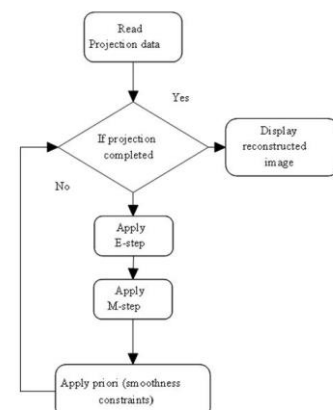 Read
Projection data
Yes
If projection
completed
Display
reconstructed
image
No
Apply
E-step
Apply
M-step
Apply priori (smoothness
constraints)